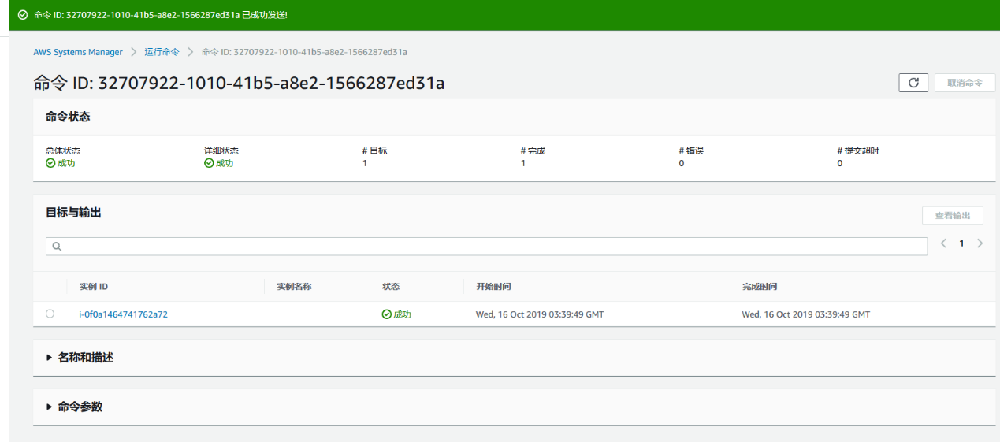 命令 ID: 32707922-1010-41b5-a8e2-1566287ed31a 已成功发送!
AWS Systems Manager > 运行命令 > 命令 ID: 32707922-1010-41b5-a8e2-1566287ed31a
命令 ID: 32707922-1010-41b5-a8e2-1566287ed31a 取消命令
命令状态
总体状态 详细状态 # 目标 # 完成 # 错误 # 提交超时
成功 成功 1 1 0 0
目标与输出 查看输出
1
实例 ID 实例名称 状态 开始时间 完成时间
i-0f0a1464741762a72 成功 Wed, 16 Oct 2019 03:39:49 GMT Wed, 16 Oct 2019 03:39:49 GMT
名称和描述
命令参数